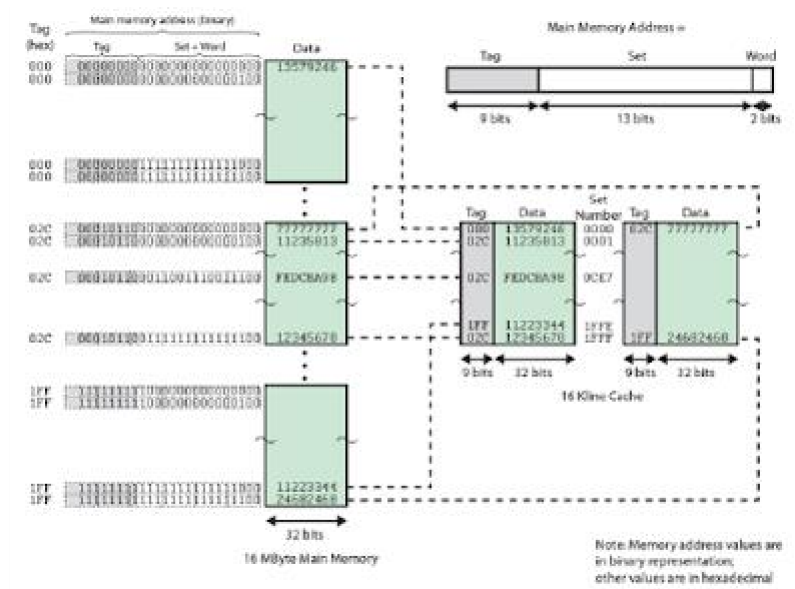 Main memory address (binary)
Tag
(hex)
Tag
Set + Word
Data
000
000
13579246
000
000
02C
02C
77777777
11235813
02C
FEDCBA98
02C
12345678
1FF
1FF
1FF
1FF
11223344
24682468
32 bits
16 MByte Main Memory
Main Memory Address =
Tag
Set
Word
9 bits
13 bits
2 bits
Tag
Data
Set
Number
Tag
Data
000
13579246
0000
02C
77777777
02C
11235813
0001
02C
FEDCBA98
0CE7
1FF
11223344
1FFE
02C
12345678
1FFF
1FF
24682468
9 bits
32 bits
9 bits
32 bits
16 Kline Cache
Note: Memory address values are
in binary representation;
other values are in hexadecimal